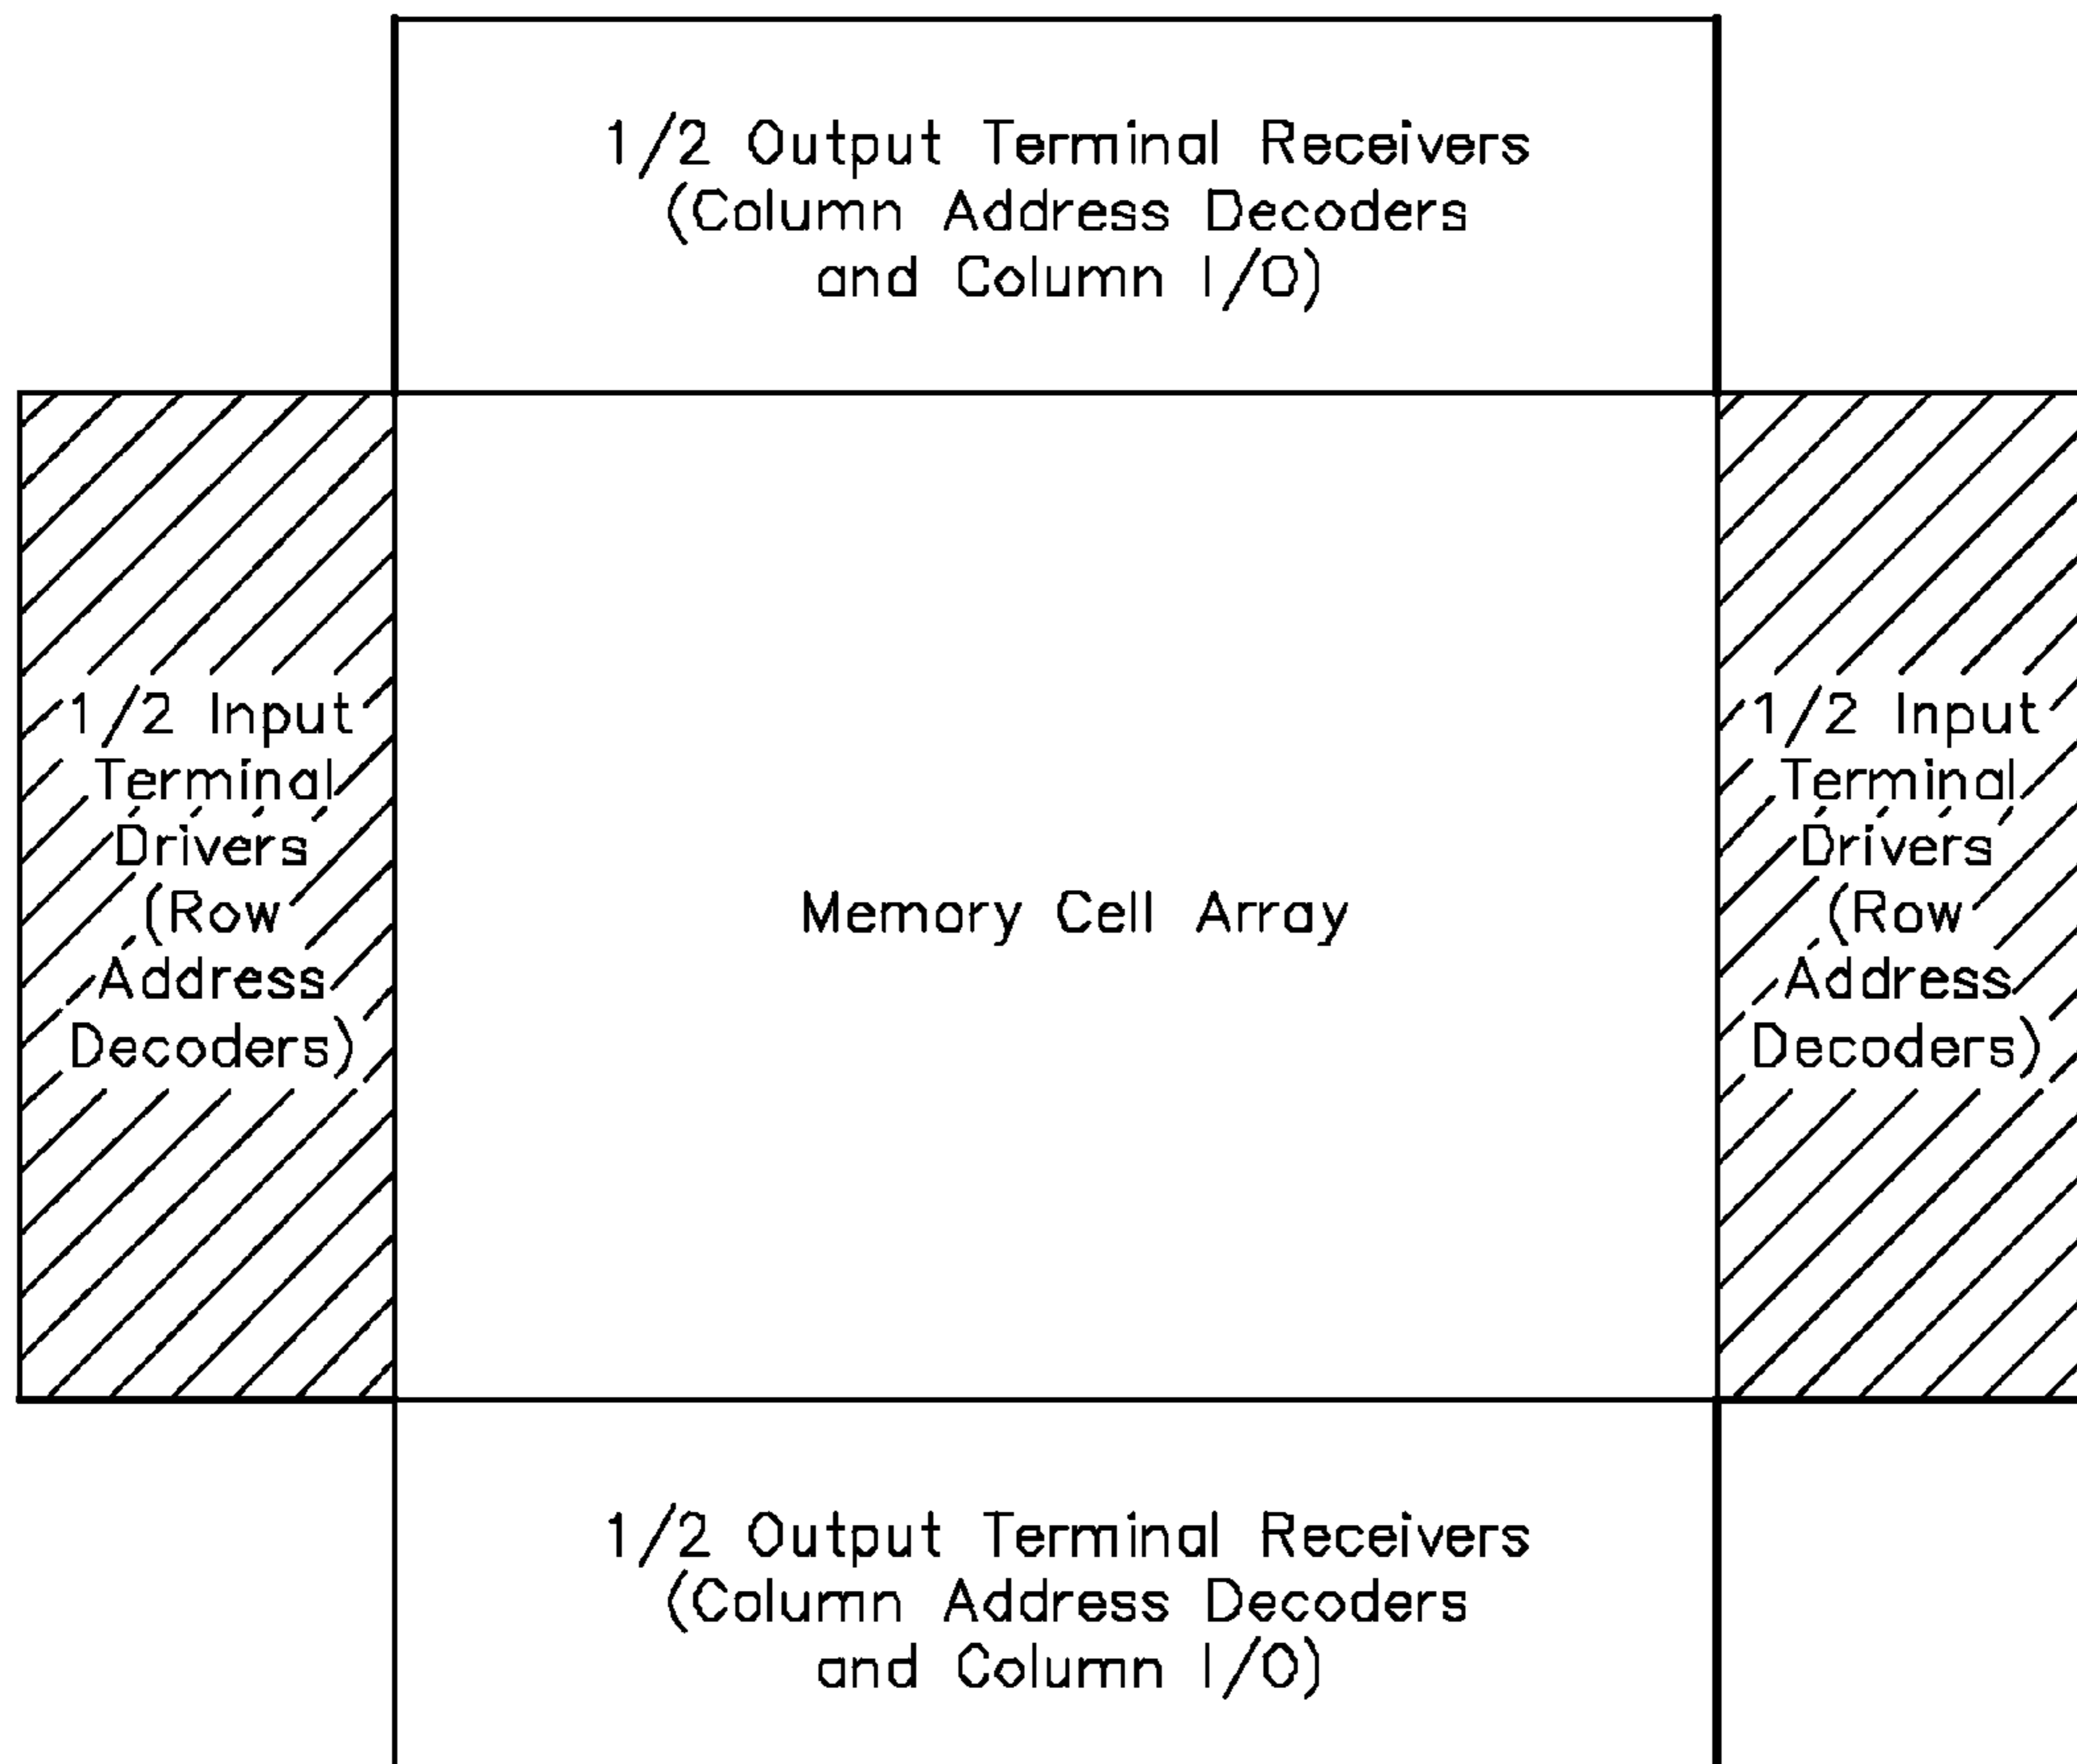 1/2 Output Terminal Receivers
(Column Address Decoders
and Column I/O)
1/2 Input
Terminal
Drivers
(Row
Address
Decoders)
Memory Cell Array
1/2 Input
Terminal
Drivers
(Row
Address
Decoders)
1/2 Output Terminal Receivers
(Column Address Decoders
and Column I/O)